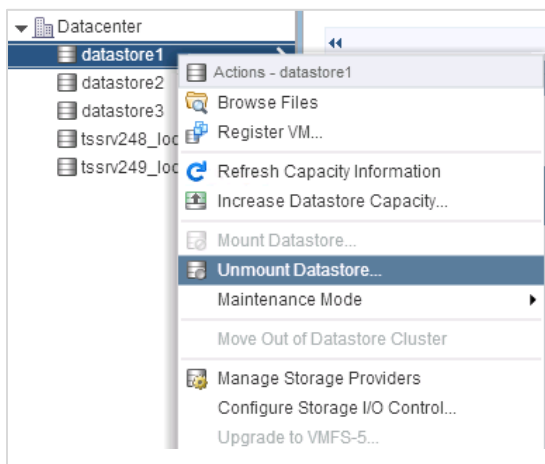 Datacenter
datastore1
datastore2
datastore3
tssrv248_loc
tssrv249_loc
Actions - datastore1
Browse Files
Register VM...
Refresh Capacity Information
Increase Datastore Capacity...
Mount Datastore...
Unmount Datastore...
Maintenance Mode
Move Out of Datastore Cluster
Manage Storage Providers
Configure Storage I/O Control...
Upgrade to VMFS-5...